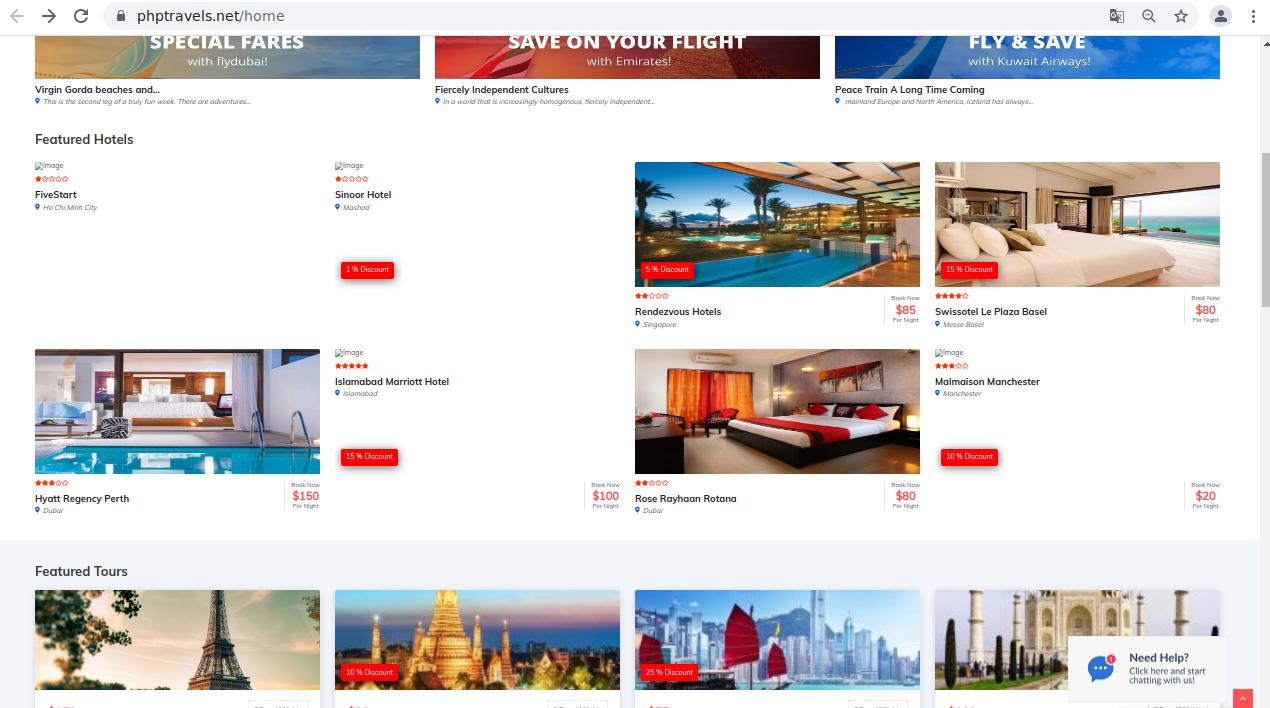 phptravels.net/home
SPECIAL FARES
with flydubai!
SAVE ON YOUR FLIGHT
with Emirates!
FLY & SAVE
with Kuwait Airways!
Virgin Gorda beaches and...
This is the second leg of a truly fun week. There are adventures...
Fiercely Independent Cultures
In a world that is increasingly homogenous, fiercely independent...
Peace Train A Long Time Coming
mainland Europe and North America, Iceland has always...
Featured Hotels
Image
FiveStart
Ho Chi Minh City
Image
Sinoor Hotel
Mashad
1 % Discount
5 % Discount
Rendezvous Hotels
Singapore
Book Now
$85
Per Night
15 % Discount
Swissotel Le Plaza Basel
Messe Basel
Book Now
$80
Per Night
Hyatt Regency Perth
Dubai
Book Now
$150
Per Night
Image
Islamabad Marriott Hotel
Islamabad
15 % Discount
Book Now
$100
Per Night
Rose Rayhaan Rotana
Dubai
Book Now
$80
Per Night
Image
Malmaison Manchester
Manchester
10 % Discount
Book Now
$20
Per Night
Featured Tours
10 % Discount
25 % Discount
Need Help?
Click here and start
chatting with us!
1